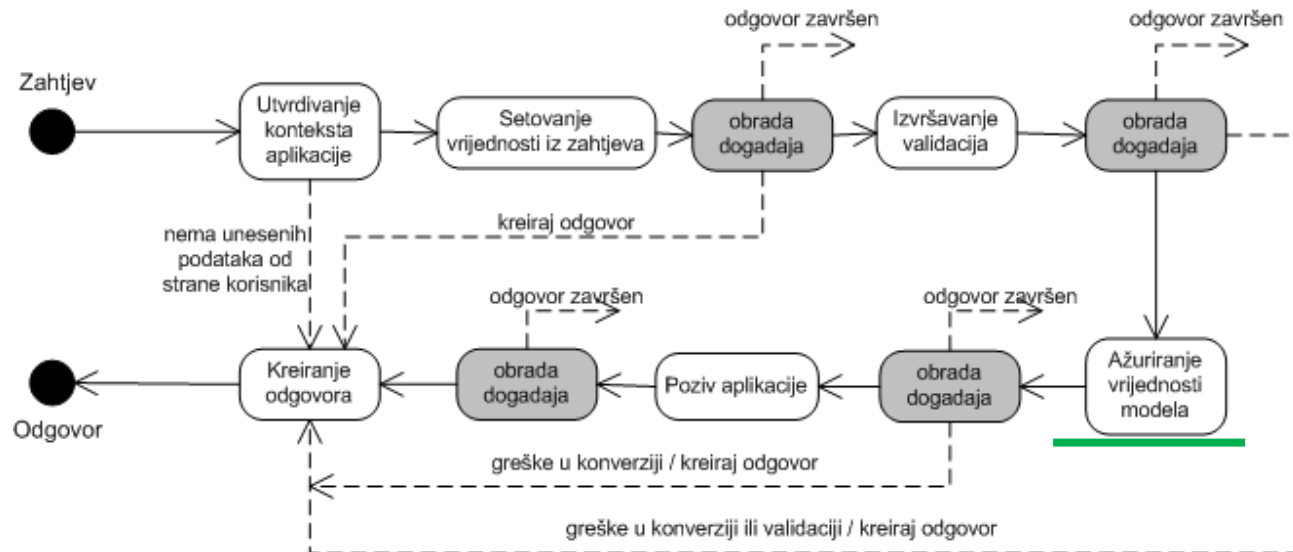 odgovor završen
odgovor završen
Zahtjev
Utvrdivanje
konteksta
aplikacije
Setovanje
vrijednosti iz zahtjeva
obrada
dogadaja
Izvršavanje
validacija
obrada
dogadaja
kreiraj odgovor
nema unesenih
podataka od
strane korisnika
odgovor završen
odgovor završen
Kreiranje
odgovora
obrada
dogadaja
Poziv aplikacije
obrada
dogadaja
Ažuriranje
vrijednosti
modela
Odgovor
greške u konverziji / kreiraj odgovor
greške u konverziji ili validaciji / kreiraj odgovor